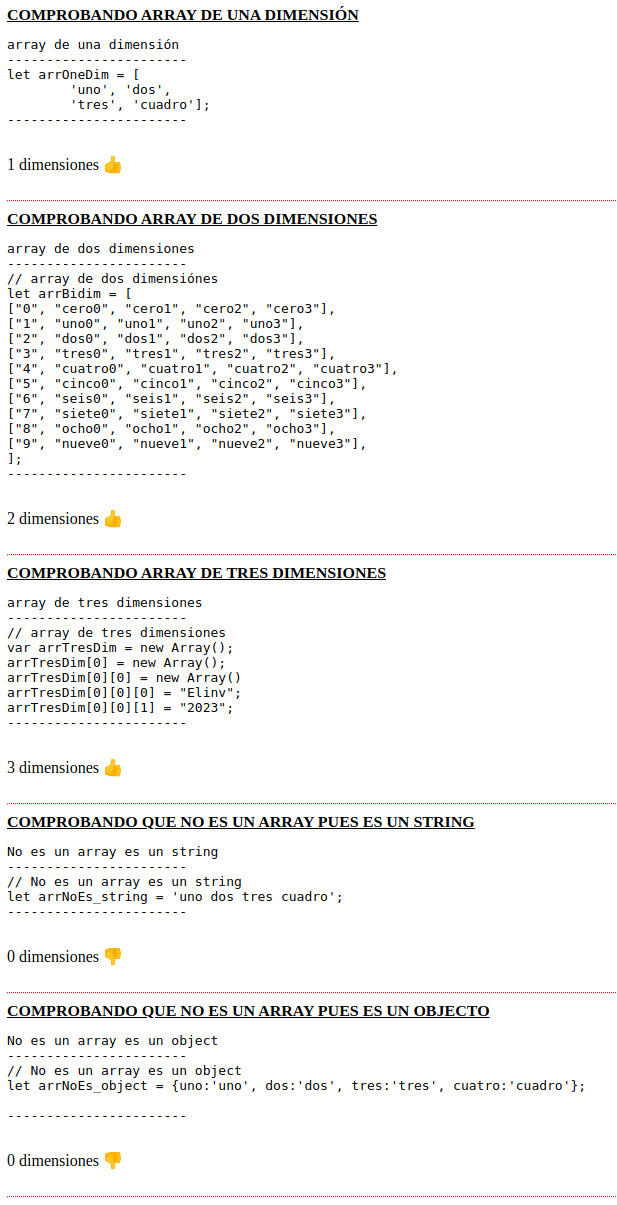 COMPROBANDO ARRAY DE UNA DIMENSIÓN
array de una dimensión
-----------------------
let arrOneDim = [
        'uno', 'dos',
        'tres', 'cuadro'];
-----------------------
1 dimensiones 👍
COMPROBANDO ARRAY DE DOS DIMENSIONES
array de dos dimensiones
-----------------------
// array de dos dimensiónes
let arrBidim = [
["0", "cero0", "cero1", "cero2", "cero3"],
["1", "uno0", "uno1", "uno2", "uno3"],
["2", "dos0", "dos1", "dos2", "dos3"],
["3", "tres0", "tres1", "tres2", "tres3"],
["4", "cuatro0", "cuatro1", "cuatro2", "cuatro3"],
["5", "cinco0", "cinco1", "cinco2", "cinco3"],
["6", "seis0", "seis1", "seis2", "seis3"],
["7", "siete0", "siete1", "siete2", "siete3"],
["8", "ocho0", "ocho1", "ocho2", "ocho3"],
["9", "nueve0", "nueve1", "nueve2", "nueve3"],
];
-----------------------
2 dimensiones 👍
COMPROBANDO ARRAY DE TRES DIMENSIONES
array de tres dimensiones
-----------------------
// array de tres dimensiones
var arrTresDim = new Array();
arrTresDim[0] = new Array();
arrTresDim[0][0] = new Array()
arrTresDim[0][0][0] = "Elinv";
arrTresDim[0][0][1] = "2023";
-----------------------
3 dimensiones 👍
COMPROBANDO QUE NO ES UN ARRAY PUES ES UN STRING
No es un array es un string
-----------------------
// No es un array es un string
let arrNoEs_string = 'uno dos tres cuadro';
-----------------------
0 dimensiones 👎
COMPROBANDO QUE NO ES UN ARRAY PUES ES UN OBJECTO
No es un array es un object
-----------------------
// No es un array es un object
let arrNoEs_object = {uno:'uno', dos:'dos', tres:'tres', cuatro:'cuadro'};
-----------------------
0 dimensiones 👎